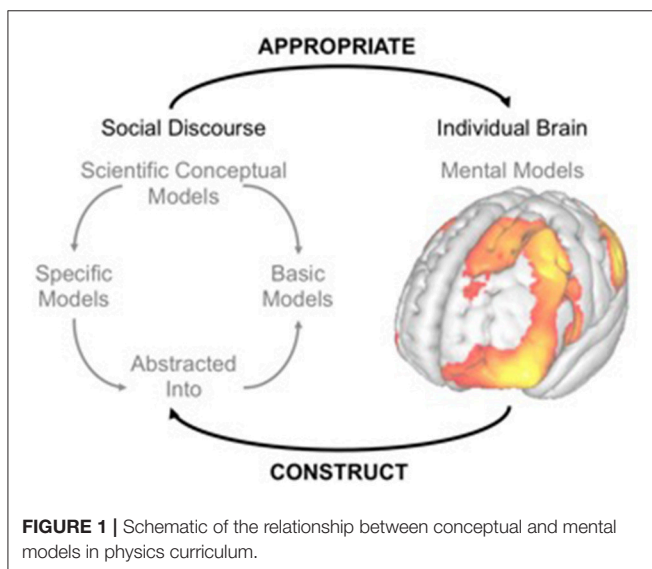 APPROPRIATE
Social Discourse
Individual Brain
Scientific Conceptual
Models
Mental Models
Specific
Models
Basic
Models
Abstracted
Into
CONSTRUCT
FIGURE 1 | Schematic of the relationship between conceptual and mental
models in physics curriculum.